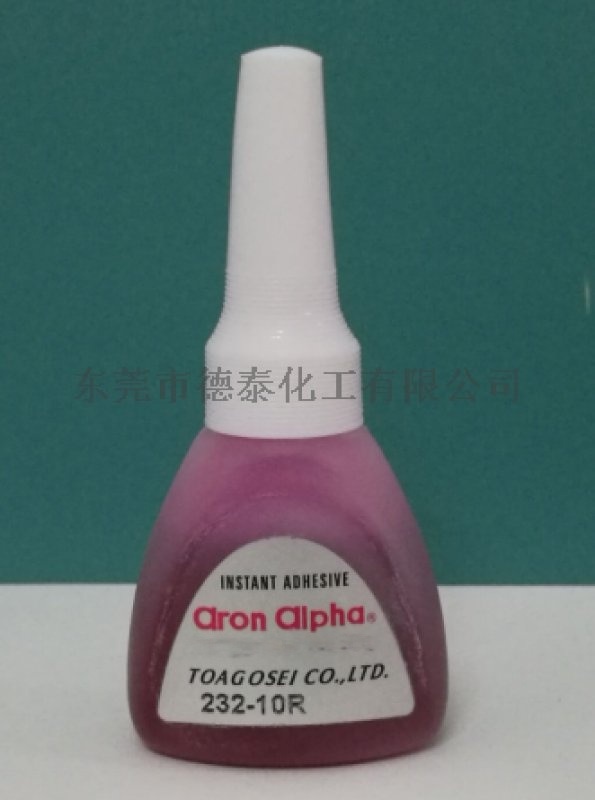 东莞市德泰化工有限公司
INSTANT ADHESIVE
aron alpha®
TOAGOSEI CO.,LTD.
232-10R